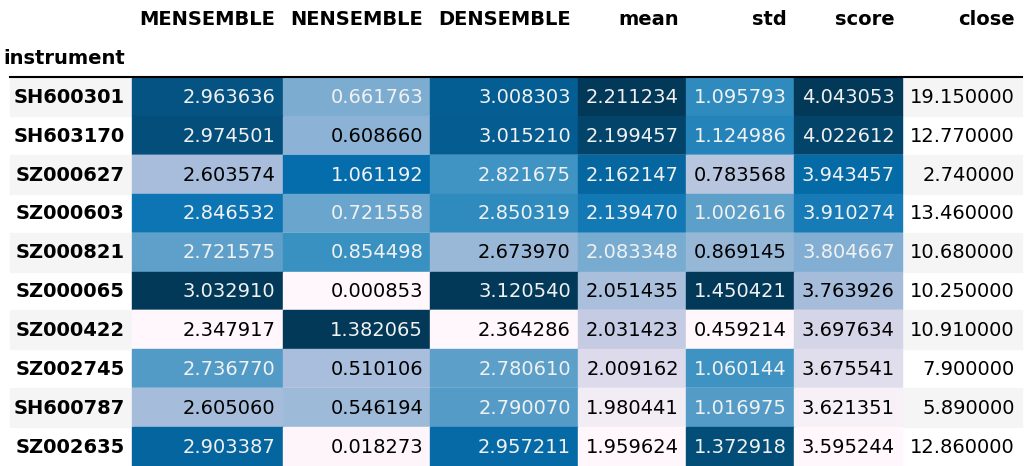 MENSEMBLE NENSEMBLE DENSEMBLE mean std score close
instrument
SH600301 2.963636 0.661763 3.008303 2.211234 1.095793 4.043053 19.150000
SH603170 2.974501 0.608660 3.015210 2.199457 1.124986 4.022612 12.770000
SZ000627 2.603574 1.061192 2.821675 2.162147 0.783568 3.943457 2.740000
SZ000603 2.846532 0.721558 2.850319 2.139470 1.002616 3.910274 13.460000
SZ000821 2.721575 0.854498 2.673970 2.083348 0.869145 3.804667 10.680000
SZ000065 3.032910 0.000853 3.120540 2.051435 1.450421 3.763926 10.250000
SZ000422 2.347917 1.382065 2.364286 2.031423 0.459214 3.697634 10.910000
SZ002745 2.736770 0.510106 2.780610 2.009162 1.060144 3.675541 7.900000
SH600787 2.605060 0.546194 2.790070 1.980441 1.016975 3.621351 5.890000
SZ002635 2.903387 0.018273 2.957211 1.959624 1.372918 3.595244 12.860000